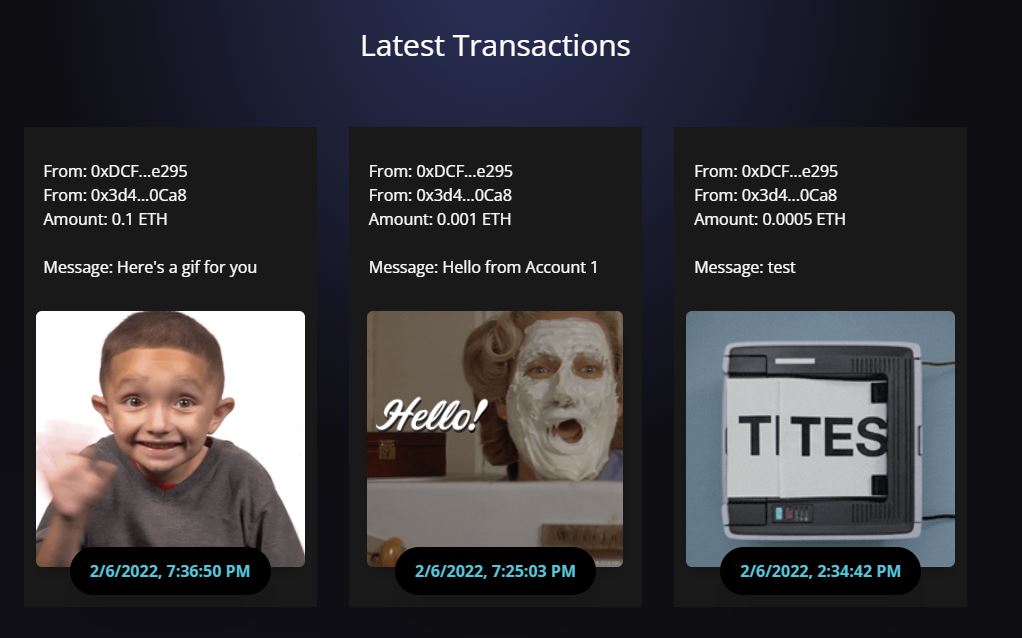 Latest Transactions
From: 0xDCF...e295
From: 0x3d4...0Ca8
Amount: 0.1 ETH
Message: Here's a gif for you
2/6/2022, 7:36:50 PM
From: 0xDCF...e295
From: 0x3d4...0Ca8
Amount: 0.001 ETH
Message: Hello from Account 1
Hello!
2/6/2022, 7:25:03 PM
From: 0xDCF...e295
From: 0x3d4...0Ca8
Amount: 0.0005 ETH
Message: test
T TES
2/6/2022, 2:34:42 PM